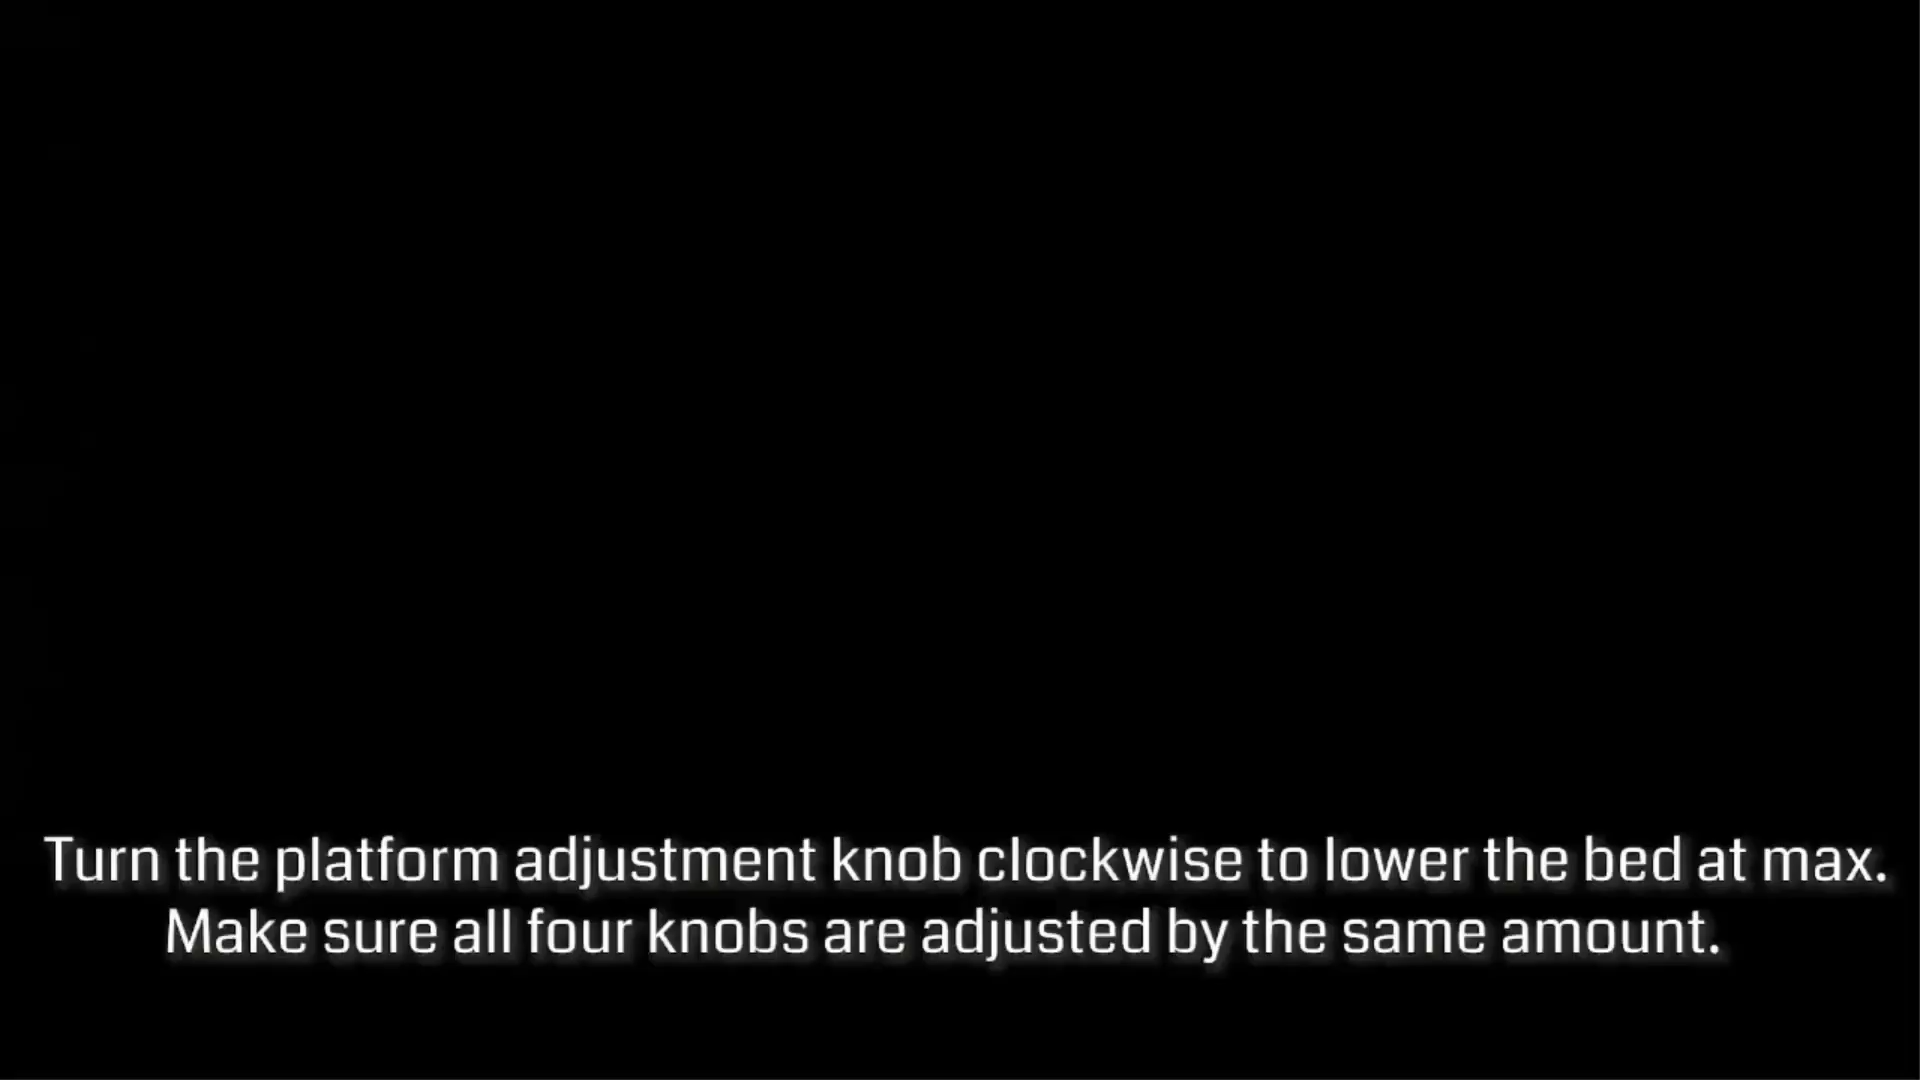 Turn the platform adjustment knob clockwise to lower the bed at max.
Make sure all four knobs are adjusted by the same amount.